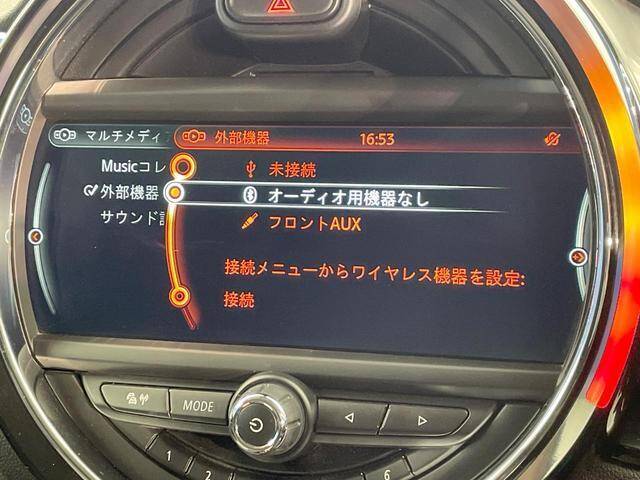 マルチメディ
外部機器
16:53
Musicコレ
未接続
外部機器
オーディオ用機器なし
サウンド
フロントAUX
接続メニューからワイヤレス機器を設定:
接続
MODE
1
2